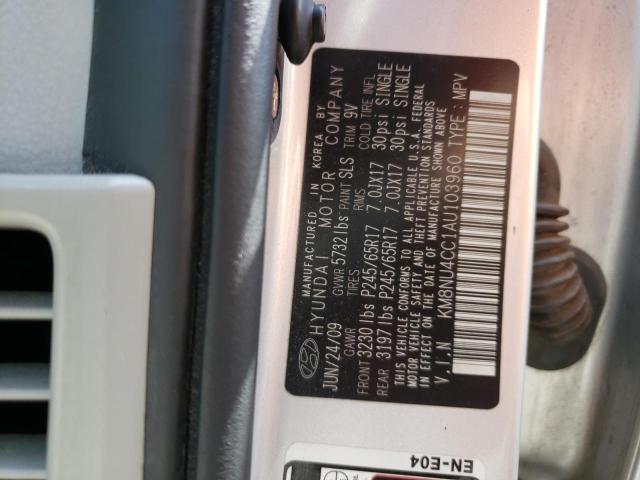 MANUFACTURED IN KOREA BY
HYUNDAI MOTOR COMPANY
JUN/24/09 GVWR 5732lbs PAINT SLS TRIM 9V
GAWR TIRES RIMS COLD TIRE INFL
FRONT 3230 lbs P245/65R17 7.0JX17 30psi SINGLE
REAR 3197 lbs P245/65R17 7.0JX17 30psi SINGLE
THIS VEHICLE CONFORMS TO ALL APPLICABLE U.S.A. FEDERAL
MOTOR VEHICLE SAFETY AND THEFT PREVENTION STANDARDS
IN EFFECT ON THE DATE OF MANUFACTURE SHOWN ABOVE
V.I.N KM8NU4CC1AU103960 TYPE : MPV
EN-E04